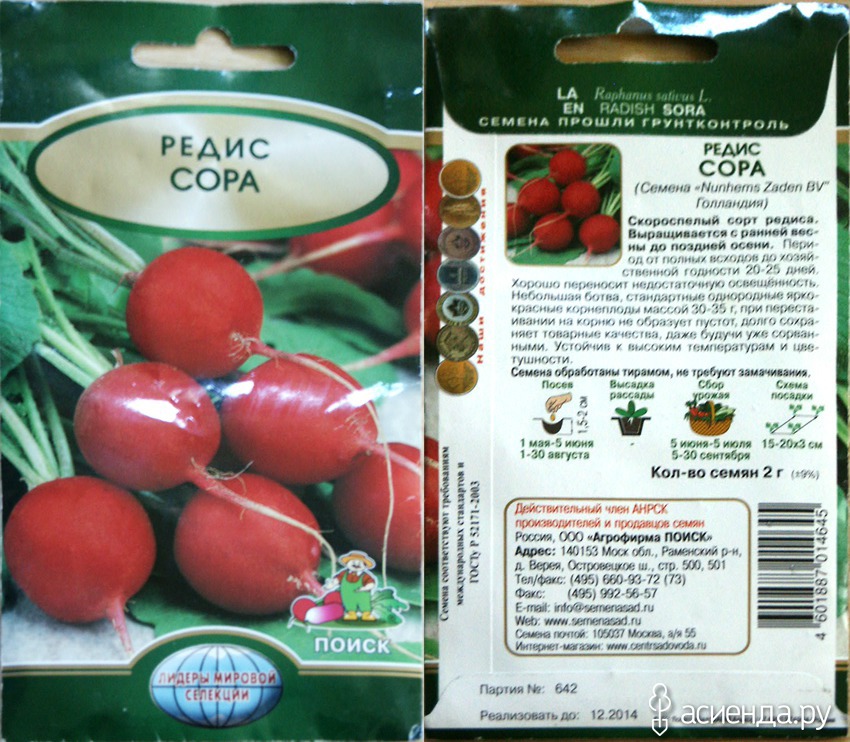 РЕДИС
СОРА
Семена соответствуют требованиям
международных стандартов и
ГОСТу Р 52171-2003
ПОИСК
ЛИДЕРЫ МИРОВОЙ
СЕЛЕКЦИИ
LA Raphanus sativus L.
EN RADISH SORA
СЕМЕНА ПРОШЛИ ГРУНТКОНТРОЛЬ
РЕДИС
СОРА
(Семена «Nunhems Zaden BV"
Голландия)
Наши достижения
Скороспелый сорт редиса.
Выращивается с ранней вес-
ны до поздней осени. Пери-
од от полных всходов до хозяй-
ственной годности 20-25 дней.
Хорошо переносит недостаточную освещённость.
Небольшая ботва, стандартные однородные ярко-
красные корнеплоды массой 30-35 г, при переста-
ивании на корню не образует пустот, долго сохра-
няет товарные качества, даже будучи уже сорван-
ными. Устойчив к высоким температурам и цве-
тушности.
Семена обработаны тирамом, не требуют замачивания.
Посев Высадка рассады Сбор урожая Схема посадки
1,5-2 см
1 мая-5 июня - 5 июня-5 июля 15-20х3 см
1-30 августа 5-30 сентября
Кол-во семян 2 г (±9%)
Действительный член АНРСК
производителей и продавцов семян
Россия, ООО «Агрофирма ПОИСК»
Адрес: 140153 Моск обл., Раменский р-н,
д. Верея, Островецкое ш., стр. 500, 501
Тел/факс: (495) 660-93-72 (73)
Факс: (495) 992-56-57
E-mail: info@semenasad.ru
Web: www.semenasad.ru
Семена почтой: 105037 Москва, а/я 55
Интернет-магазин: www.centrsadovoda.ru
4 601887 014645
Партия №: 642
Реализовать до: 12.2014
асиенда.ру